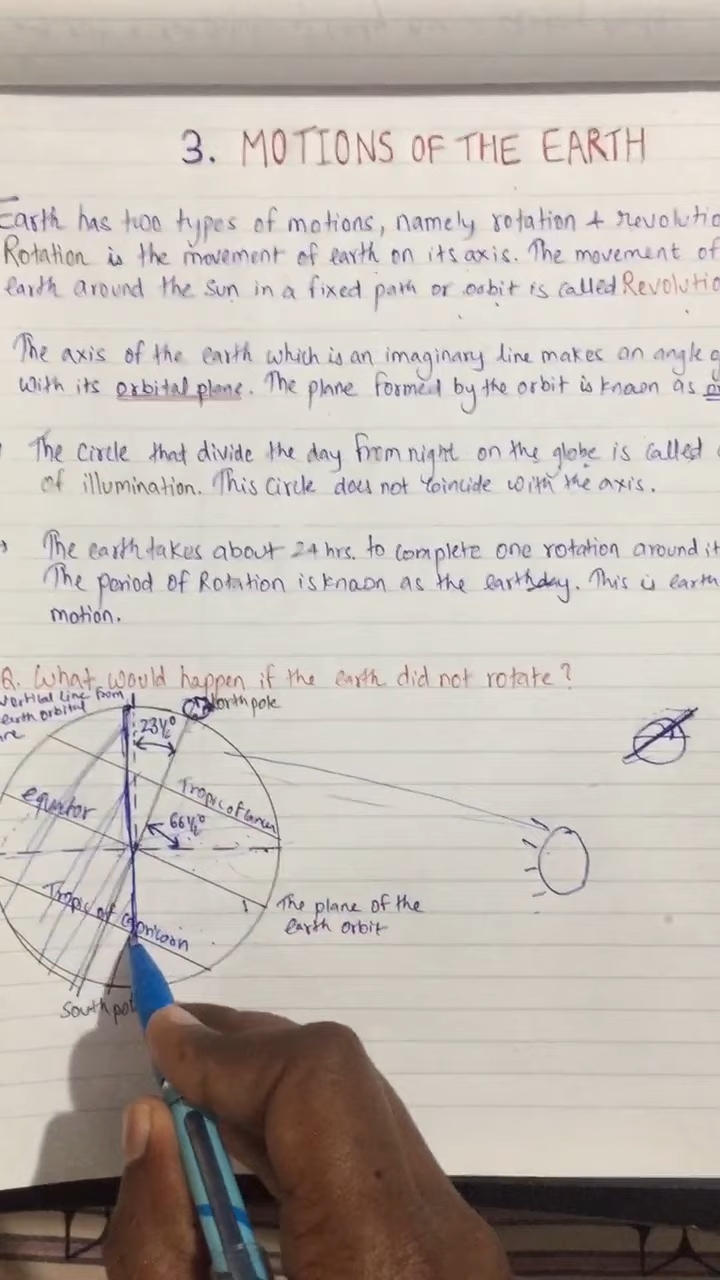 3. MOTIONS OF THE EARTH
Earth has two types of motions, namely rotation + revolutio
Rotation is the movement of earth on its axis. The movement of
earth around the sun in a fixed path or oobit is called Revolutio
The axis of the earth which is an imaginary line makes an angle
with its orbital plane. The plane formed by the orbit is knaon as
The circle that divide the day from night on the globe is called
of illumination. This Circle does not coincide with the axis.
The earth takes about 24 hrs. to complete one rotation around it
The period of Rotation is knaon as the earthday. This is earth
motion.
Q. What would happen if the earth did not rotate?
Vertical line from
earth orbital
North pole
23½°
Tropic of Cancer
equator
66½°
The plane of the
earth orbit
Tropic of Capricoon
South pol